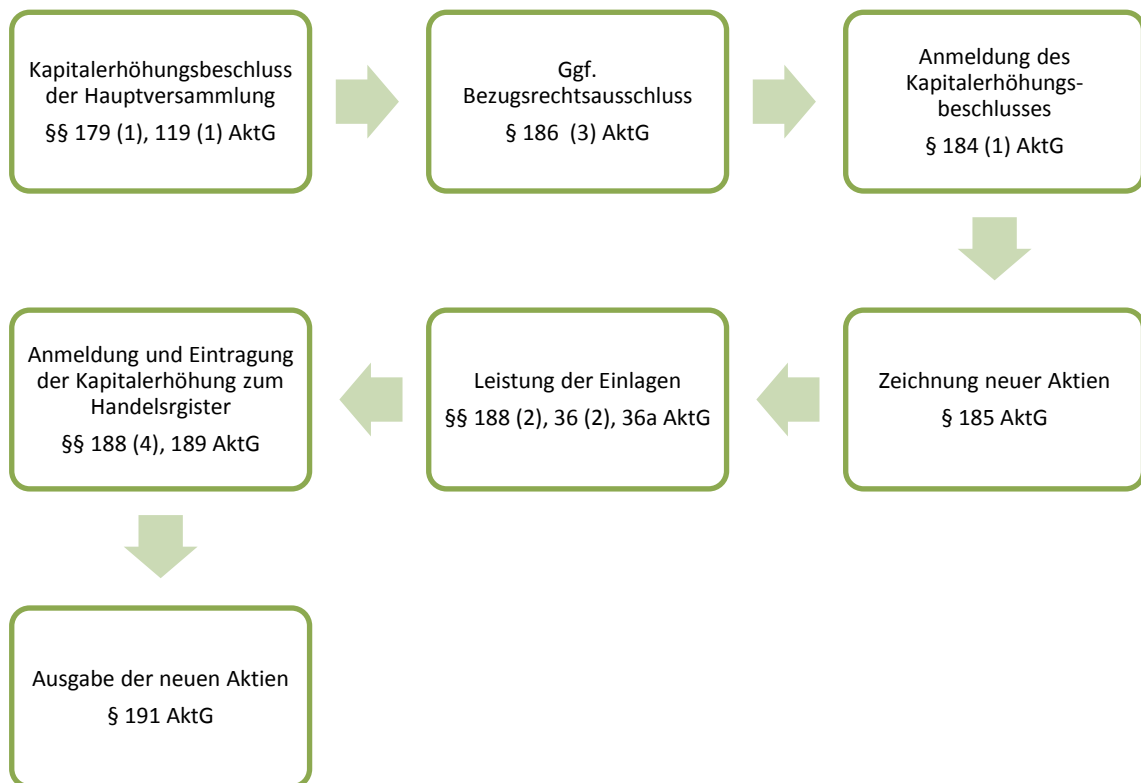 Kapitalerhöhungsbeschluss
der Hauptversammlung
§§ 179 (1), 119 (1) AktG
Ggf.
Bezugsrechtsausschluss
§ 186 (3) AktG
Anmeldung des
Kapitalerhöhungs-
beschlusses
§ 184 (1) AktG
Zeichnung neuer Aktien
§ 185 AktG
Leistung der Einlagen
§§ 188 (2), 36 (2), 36a AktG
Anmeldung und Eintragung
der Kapitalerhöhung zum
Handelsrgister
§§ 188 (4), 189 AktG
Ausgabe der neuen Aktien
§ 191 AktG